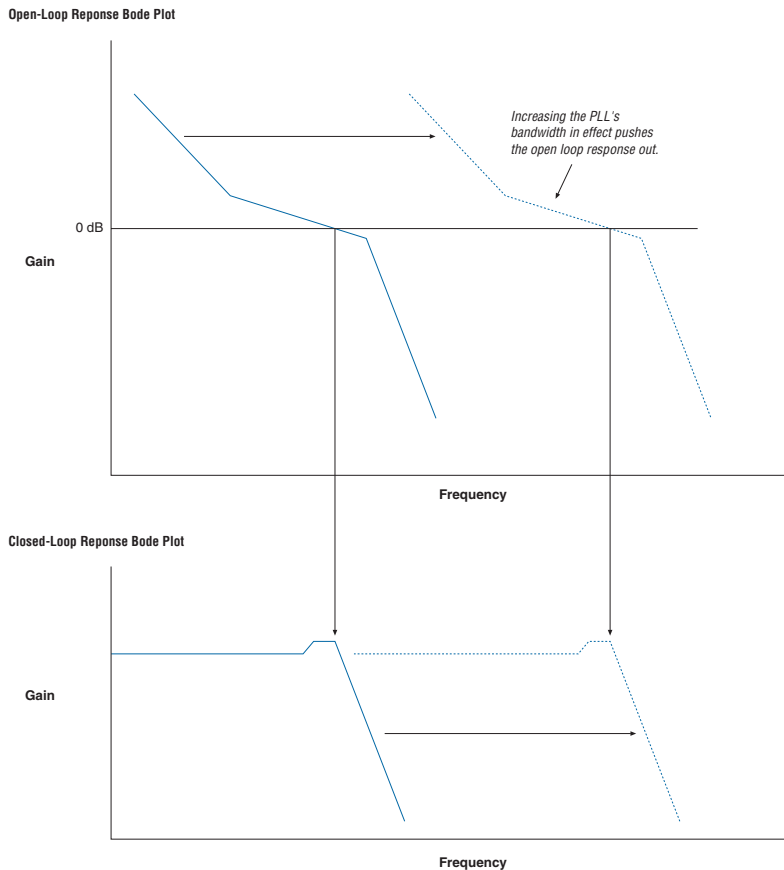 Open-Loop Reponse Bode Plot
Increasing the PLL's
bandwidth in effect pushes
the open loop response out.
0 dB
Gain
Frequency
Closed-Loop Reponse Bode Plot
Gain
Frequency